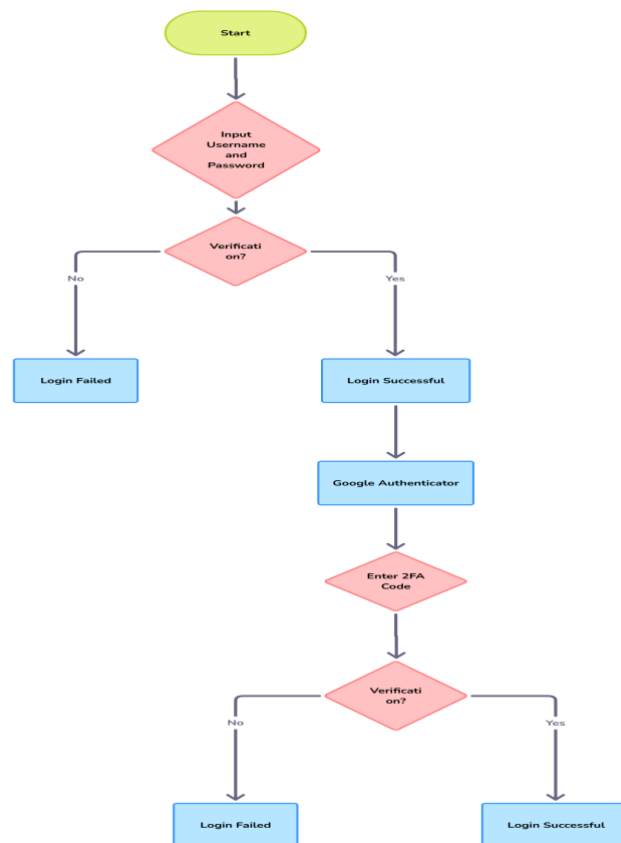 Start
Input
Username
and
Password
Verificati
on?
No
Yes
Login Failed
Login Successful
Google Authenticator
Enter 2FA
Code
Verificati
on?
No
Yes
Login Failed
Login Successful